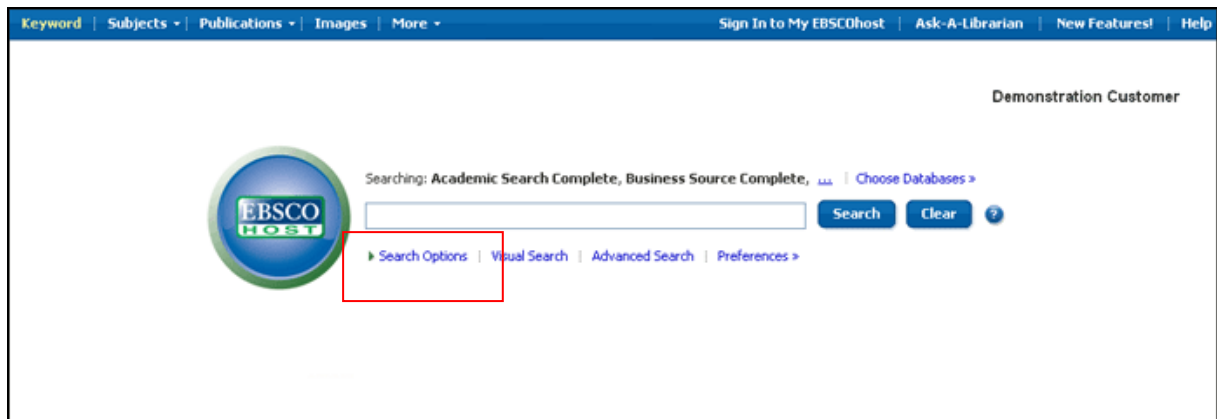 Keyword | Subjects | Publications | Images | More Sign In to My EBSCOhost | Ask-A-Librarian | New Features! | Help
Demonstration Customer
Searching: Academic Search Complete, Business Source Complete, ... | Choose Databases »
EBSCO
HOST
Search Clear ?
Search Options | Visual Search | Advanced Search | Preferences »